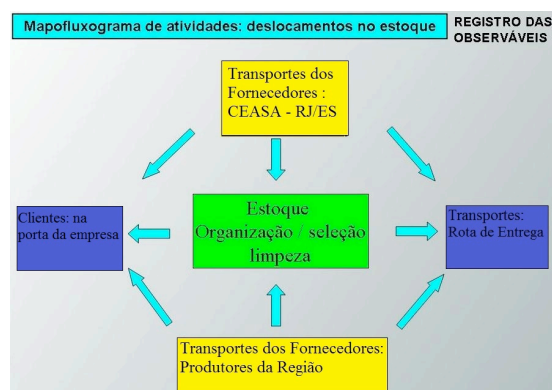 Mapofluxograma de atividades: deslocamentos no estoque
REGISTRO DAS
OBSERVÁVEIS
Transportes dos
Fornecedores :
CEASA - RJ/ES
Clientes: na
porta da empresa
Estoque
Organização / seleção
limpeza
Transportes:
Rota de Entrega
Transportes dos Fornecedores:
Produtores da Região